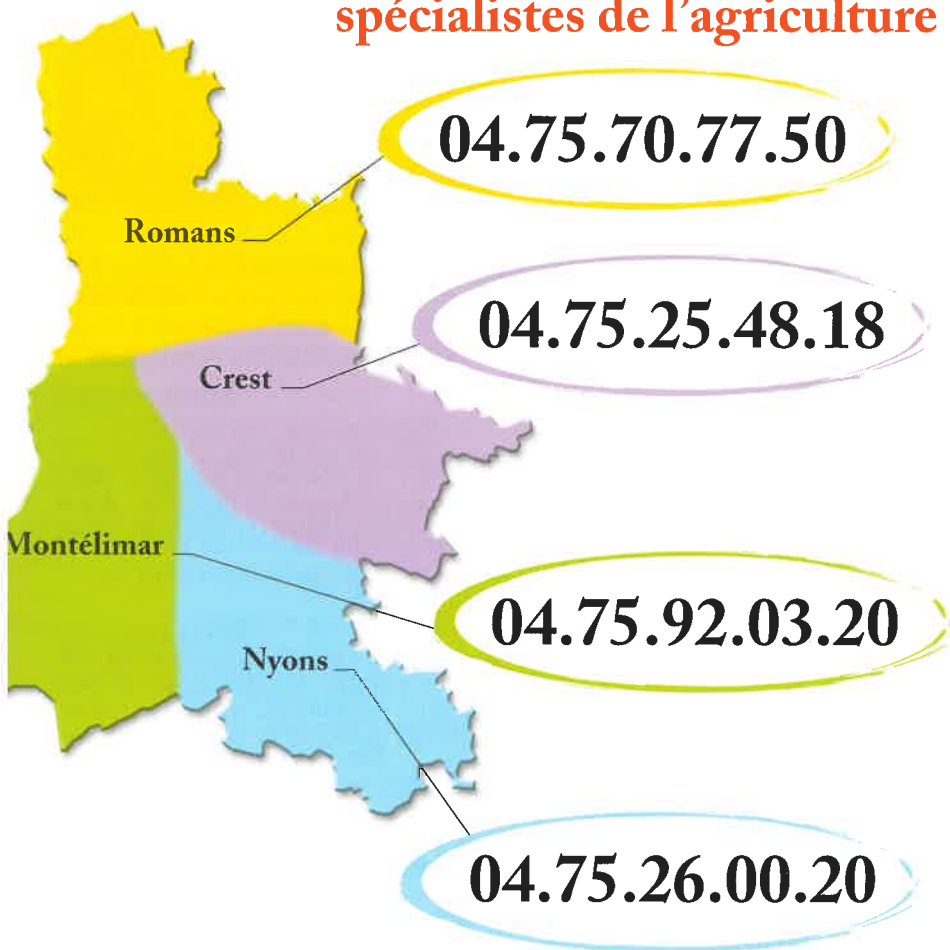 spécialistes de l'agriculture
04.75.70.77.50
Romans
04.75.25.48.18
Crest
Montélimar
04.75.92.03.20
Nyons
04.75.26.00.20